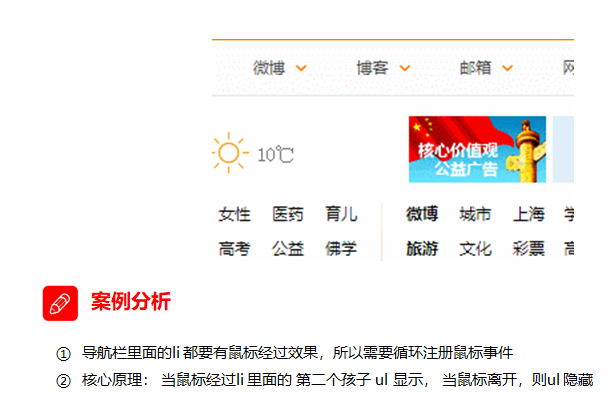 微博 博客 邮箱
10℃
核心价值观
公益广告
女性 医药 育儿 微博 城市 上海
高考 公益 佛学 旅游 文化 彩票
案例分析
① 导航栏里面的li 都要有鼠标经过效果，所以需要循环注册鼠标事件
② 核心原理： 当鼠标经过li 里面的 第二个孩子 ul 显示， 当鼠标离开，则ul 隐藏